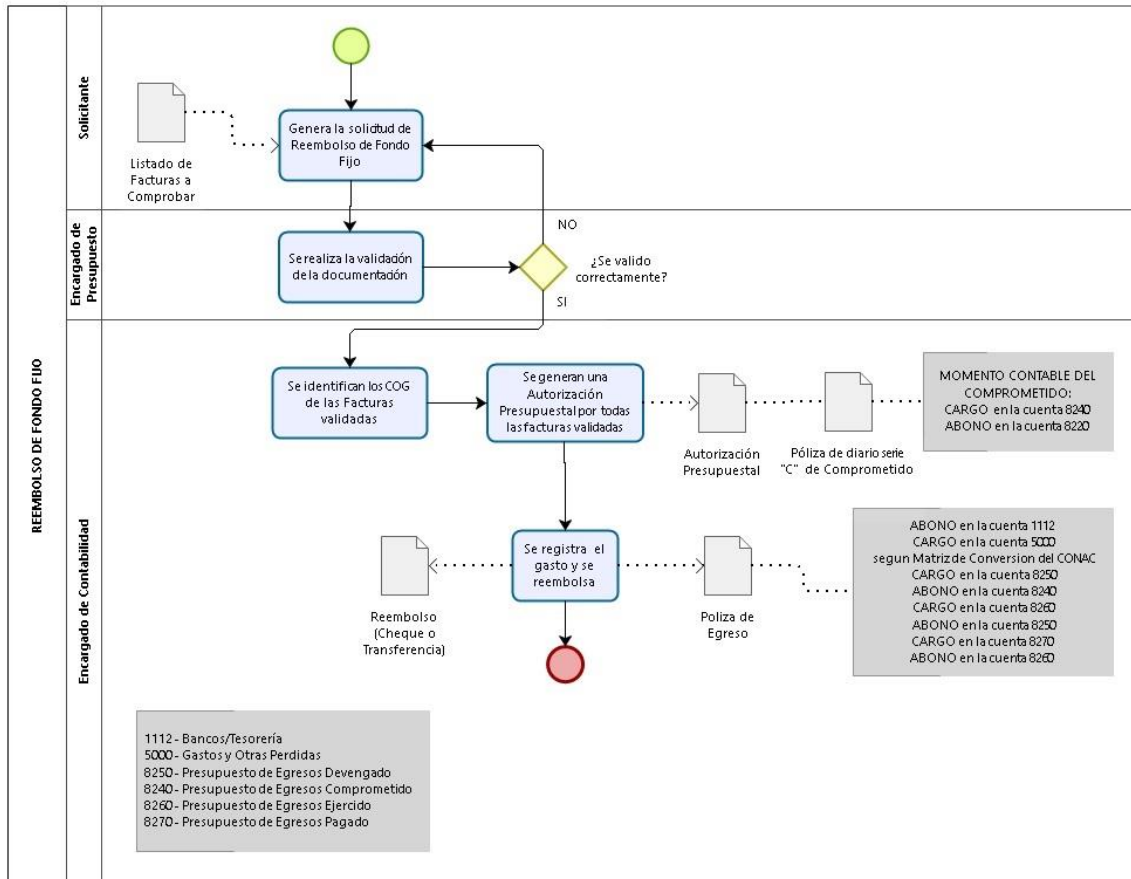 REEMBOLSO DE FONDO FIJO
Solicitante
Listado de
Facturas a
Comprobar
Genera la solicitud de
Reembolso de Fondo
Fijo
Encargado de
Presupuesto
Se realiza la validación
de la documentación
NO
¿Se valido
correctamente?
SI
Encargado de Contabilidad
Se identifican los COG
de las Facturas
validadas
Se generan una
Autorización
Presupuestal por todas
las facturas validadas
Autorización
Presupuestal
Póliza de diario serie
"C" de Comprometido
MOMENTO CONTABLE DEL
COMPROMETIDO:
CARGO en la cuenta 8240
ABONO en la cuenta 8220
Se registra el
gasto y se
reembolsa
Reembolso
(Cheque o
Transferencia)
Poliza de
Egreso
ABONO en la cuenta 1112
CARGO en la cuenta 5000
segun Matriz de Conversion del CONAC
CARGO en la cuenta 8250
ABONO en la cuenta 8240
CARGO en la cuenta 8260
ABONO en la cuenta 8250
CARGO en la cuenta 8270
ABONO en la cuenta 8260
1112 - Bancos/Tesorería
5000 - Gastos y Otras Perdidas
8250 - Presupuesto de Egresos Devengado
8240 - Presupuesto de Egresos Comprometido
8260 - Presupuesto de Egresos Ejercido
8270 - Presupuesto de Egresos Pagado